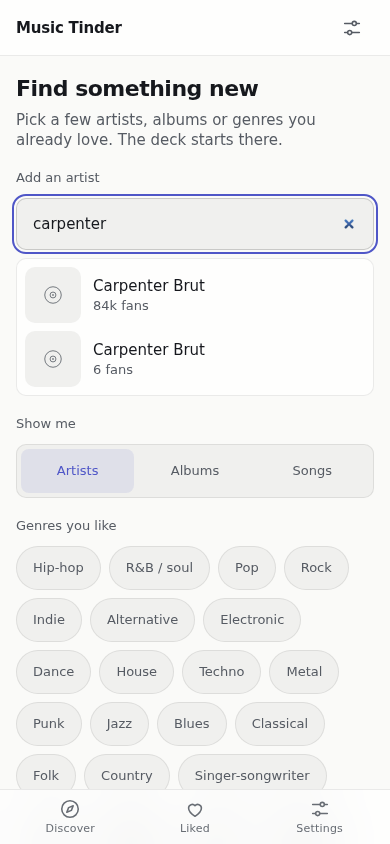 Music Tinder
Find something new
Pick a few artists, albums or genres you
already love. The deck starts there.
Add an artist
carpenter
Carpenter Brut
84k fans
Carpenter Brut
6 fans
Show me
Artists Albums Songs
Genres you like
Hip-hop R&B / soul Pop Rock
Indie Alternative Electronic
Dance House Techno Metal
Punk Jazz Blues Classical
Folk Country Singer-songwriter
Discover Liked Settings